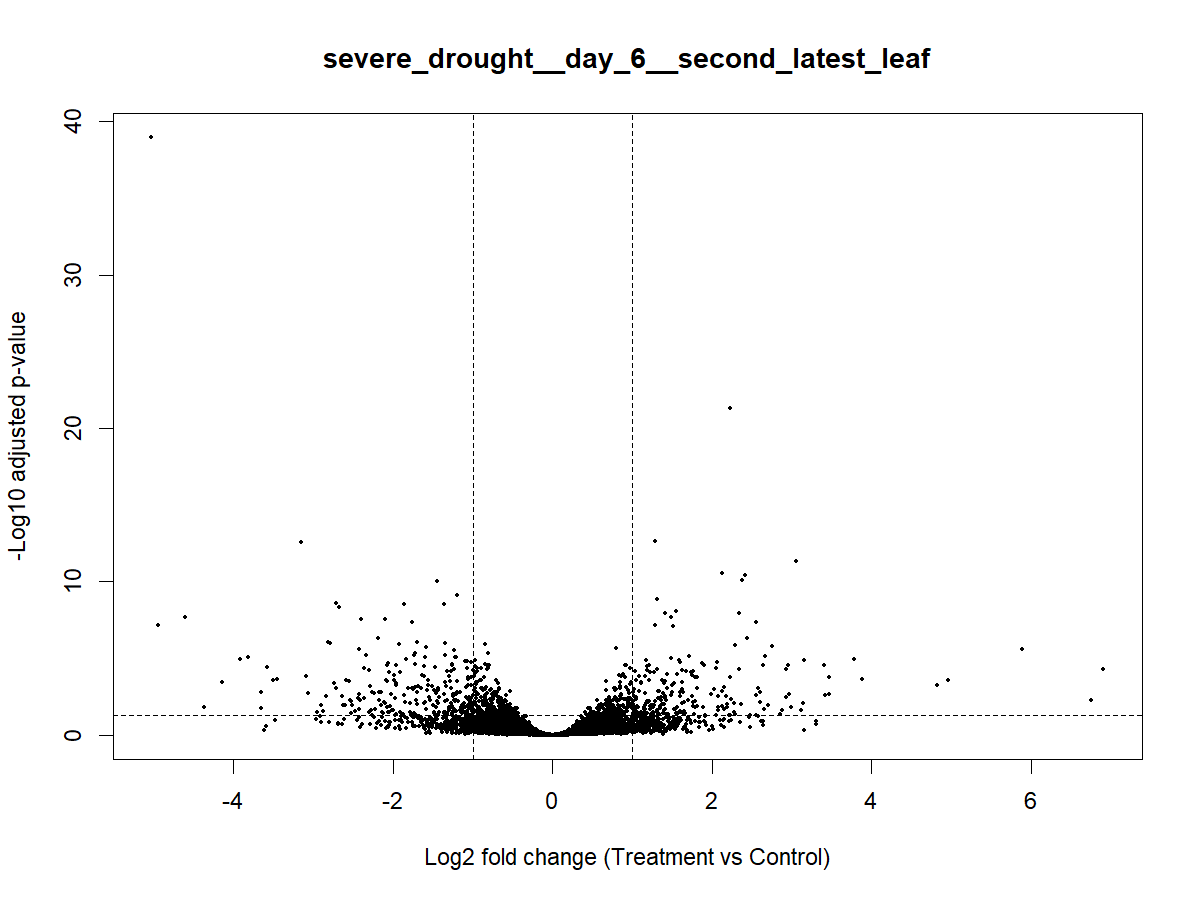 severe_drought__day_6__second_latest_leaf
40
30
20
10
0
-Log10 adjusted p-value
-4 -2 0 2 4 6
Log2 fold change (Treatment vs Control)